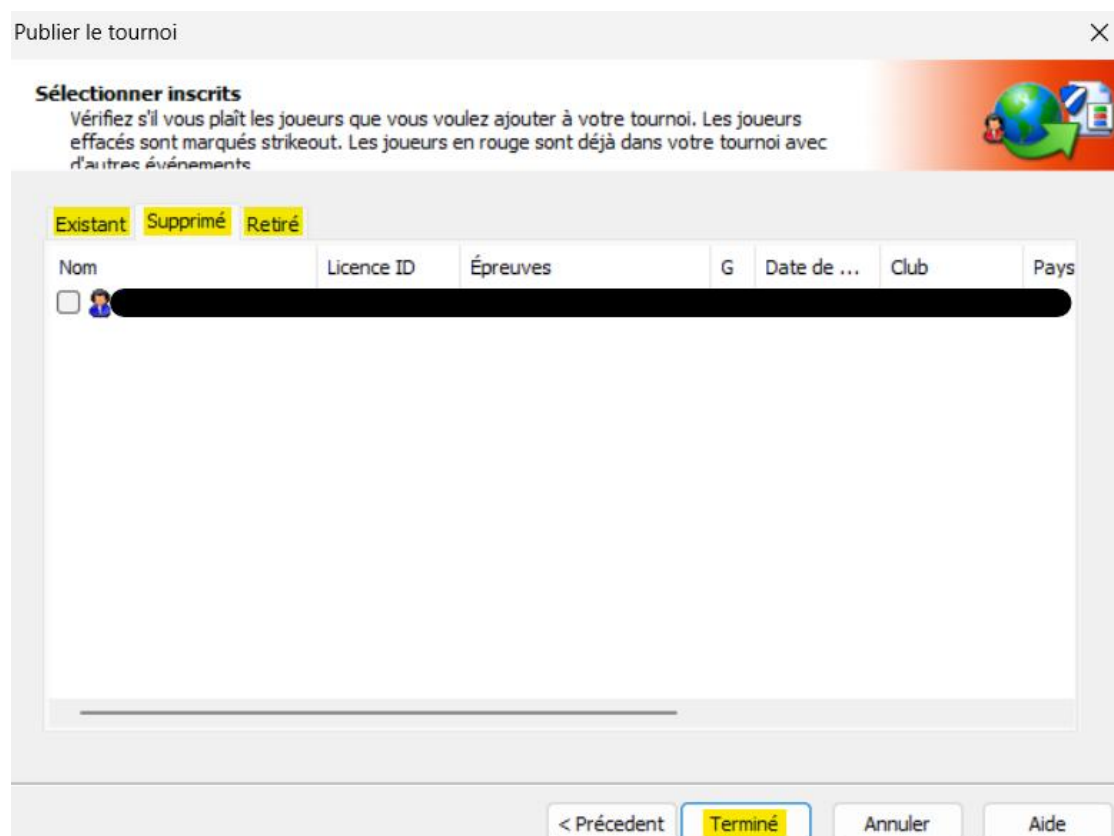 Publier le tournoi
Sélectionner inscrits
Vérifiez s'il vous plaît les joueurs que vous voulez ajouter à votre tournoi. Les joueurs
effacés sont marqués strikeout. Les joueurs en rouge sont déjà dans votre tournoi avec
d'autres événements
Existant Supprimé Retiré
Nom Licence ID Épreuves G Date de ... Club Pays
< Précedent Terminé Annuler Aide